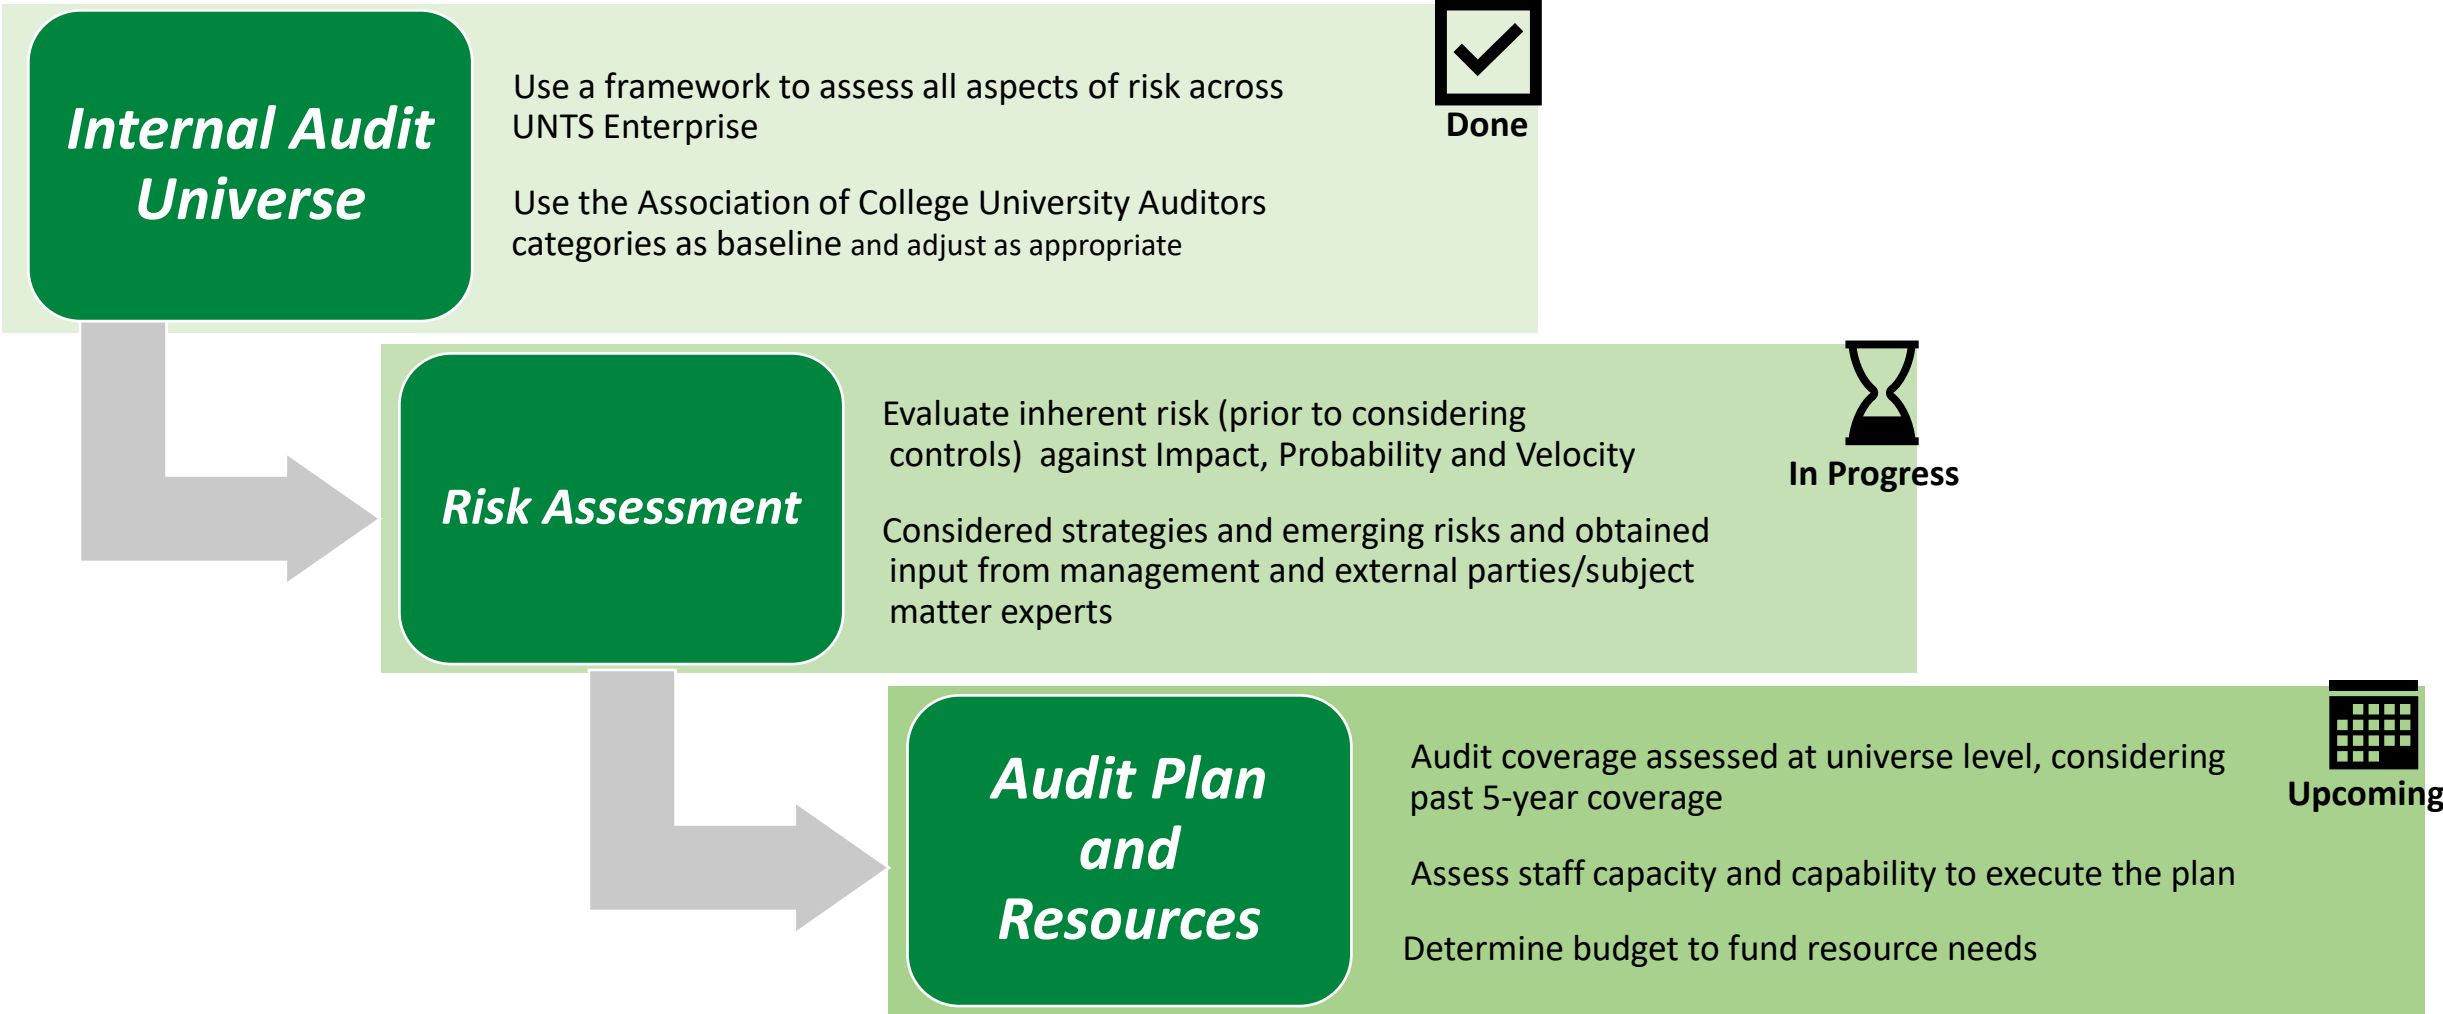 Internal Audit
Universe
Use a framework to assess all aspects of risk across
UNTS Enterprise
Use the Association of College University Auditors
categories as baseline and adjust as appropriate
Done
Risk Assessment
Evaluate inherent risk (prior to considering
controls)  against Impact, Probability and Velocity
Considered strategies and emerging risks and obtained
input from management and external parties/subject
matter experts
In Progress
Audit Plan
and
Resources
Audit coverage assessed at universe level, considering
past 5-year coverage
Assess staff capacity and capability to execute the plan
Determine budget to fund resource needs
Upcoming